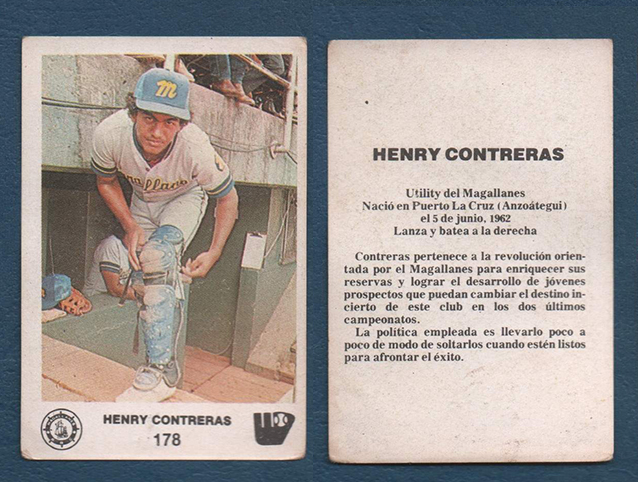 m
agallane
HENRY CONTRERAS
178
HENRY CONTRERAS
Utility del Magallanes
Nació en Puerto La Cruz (Anzoátegui)
el 5 de junio, 1962
Lanza y batea a la derecha
Contreras pertenece a la revolución orien-
tada por el Magallanes para enriquecer sus
reservas y lograr el desarrollo de jóvenes
prospectos que puedan cambiar el destino in-
cierto de este club en los dos últimos
campeonatos.
La política empleada es llevarlo poco a
poco de modo de soltarlos cuando estén listos
para afrontar el éxito.